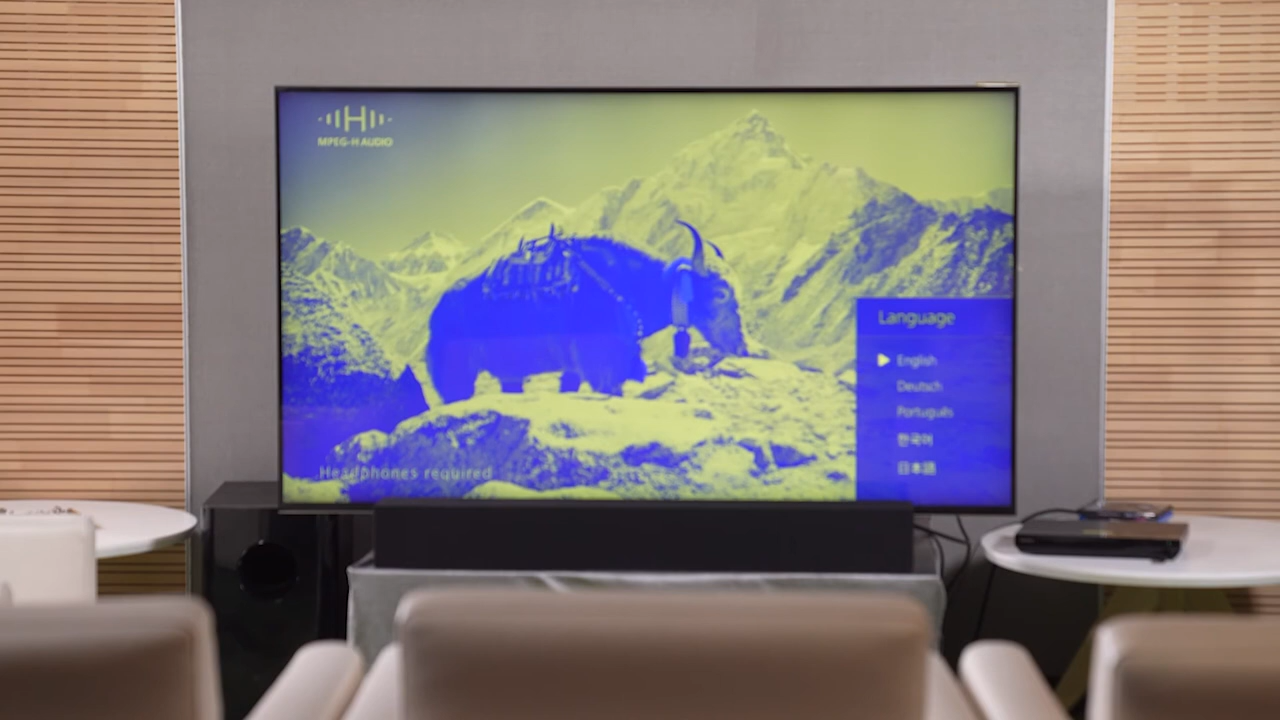 MPEG-H AUDIO
Language
English
Deutsch
Português
한국어
日本語
Headphones required